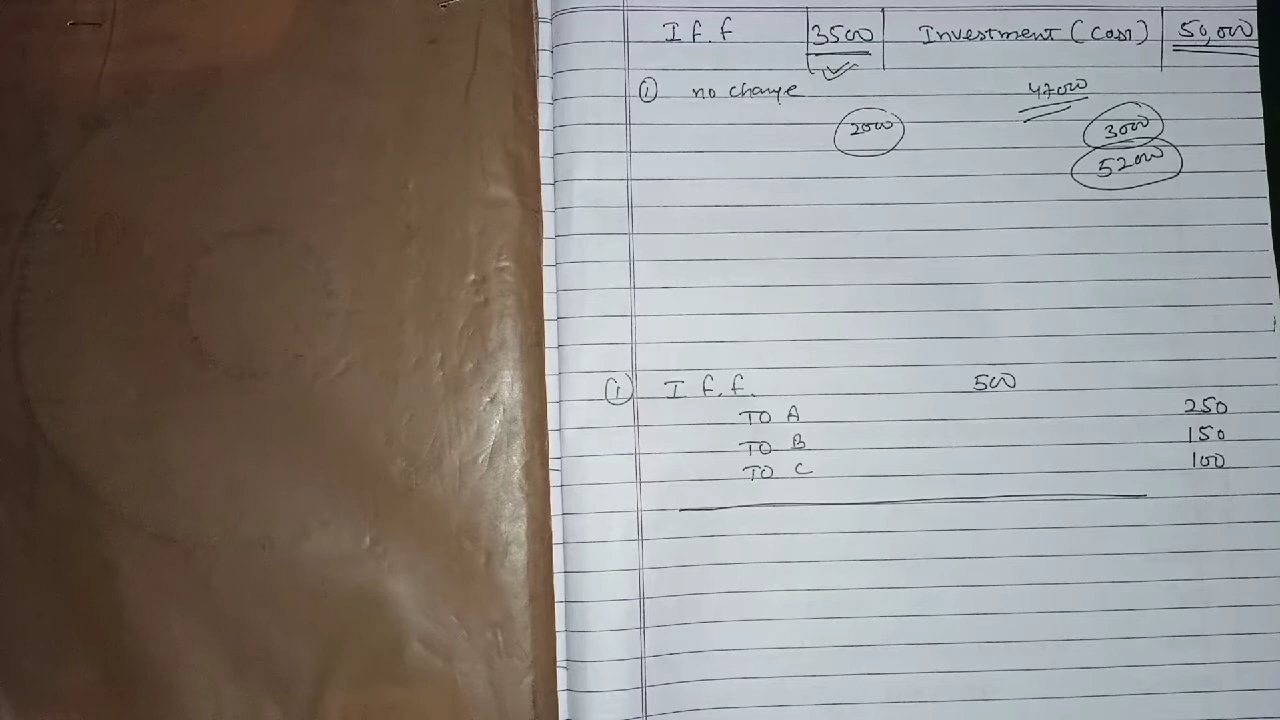 I f.f 3500 Investment (Cost) 50,000
① no change 47000
2000 3000
52000
① I f.f. 500
TO A 250
TO B 150
TO C 100